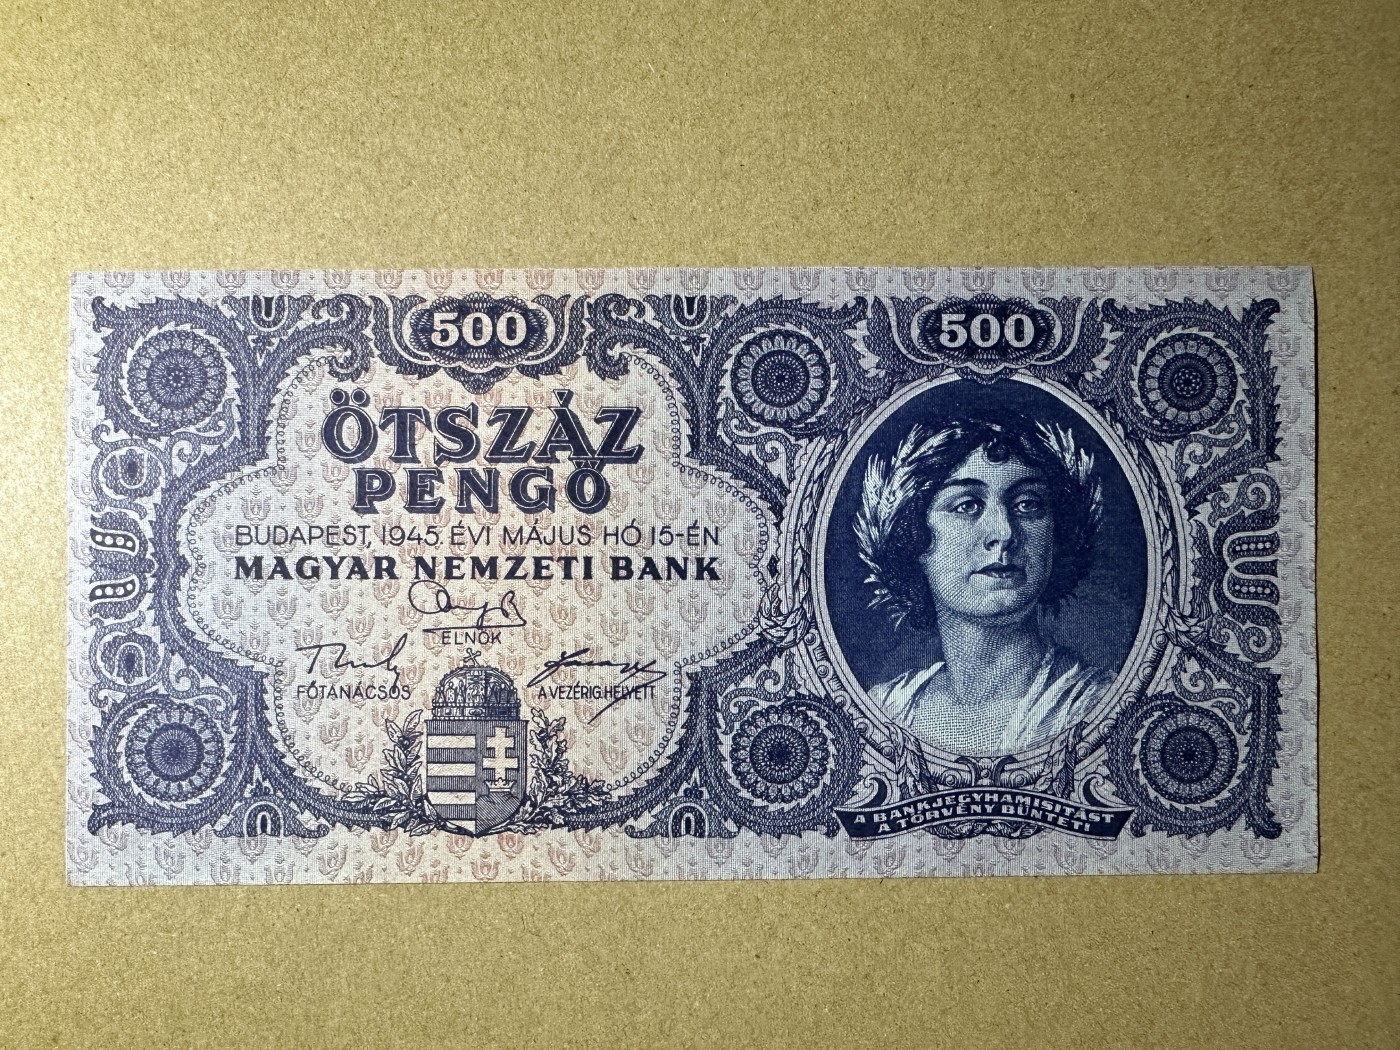 500
500
ÖTSZÁZ
PENGŐ
BUDAPEST, 1945. ÉVI MÁJUS HÓ 15-ÉN
MAGYAR NEMZETI BANK
ELNÖK
FŐTANÁCSOS
A VEZÉRIG. HELYETT
A BANKJEGYHAMISITÁST
A TÖRVÉNY BÜNTETI